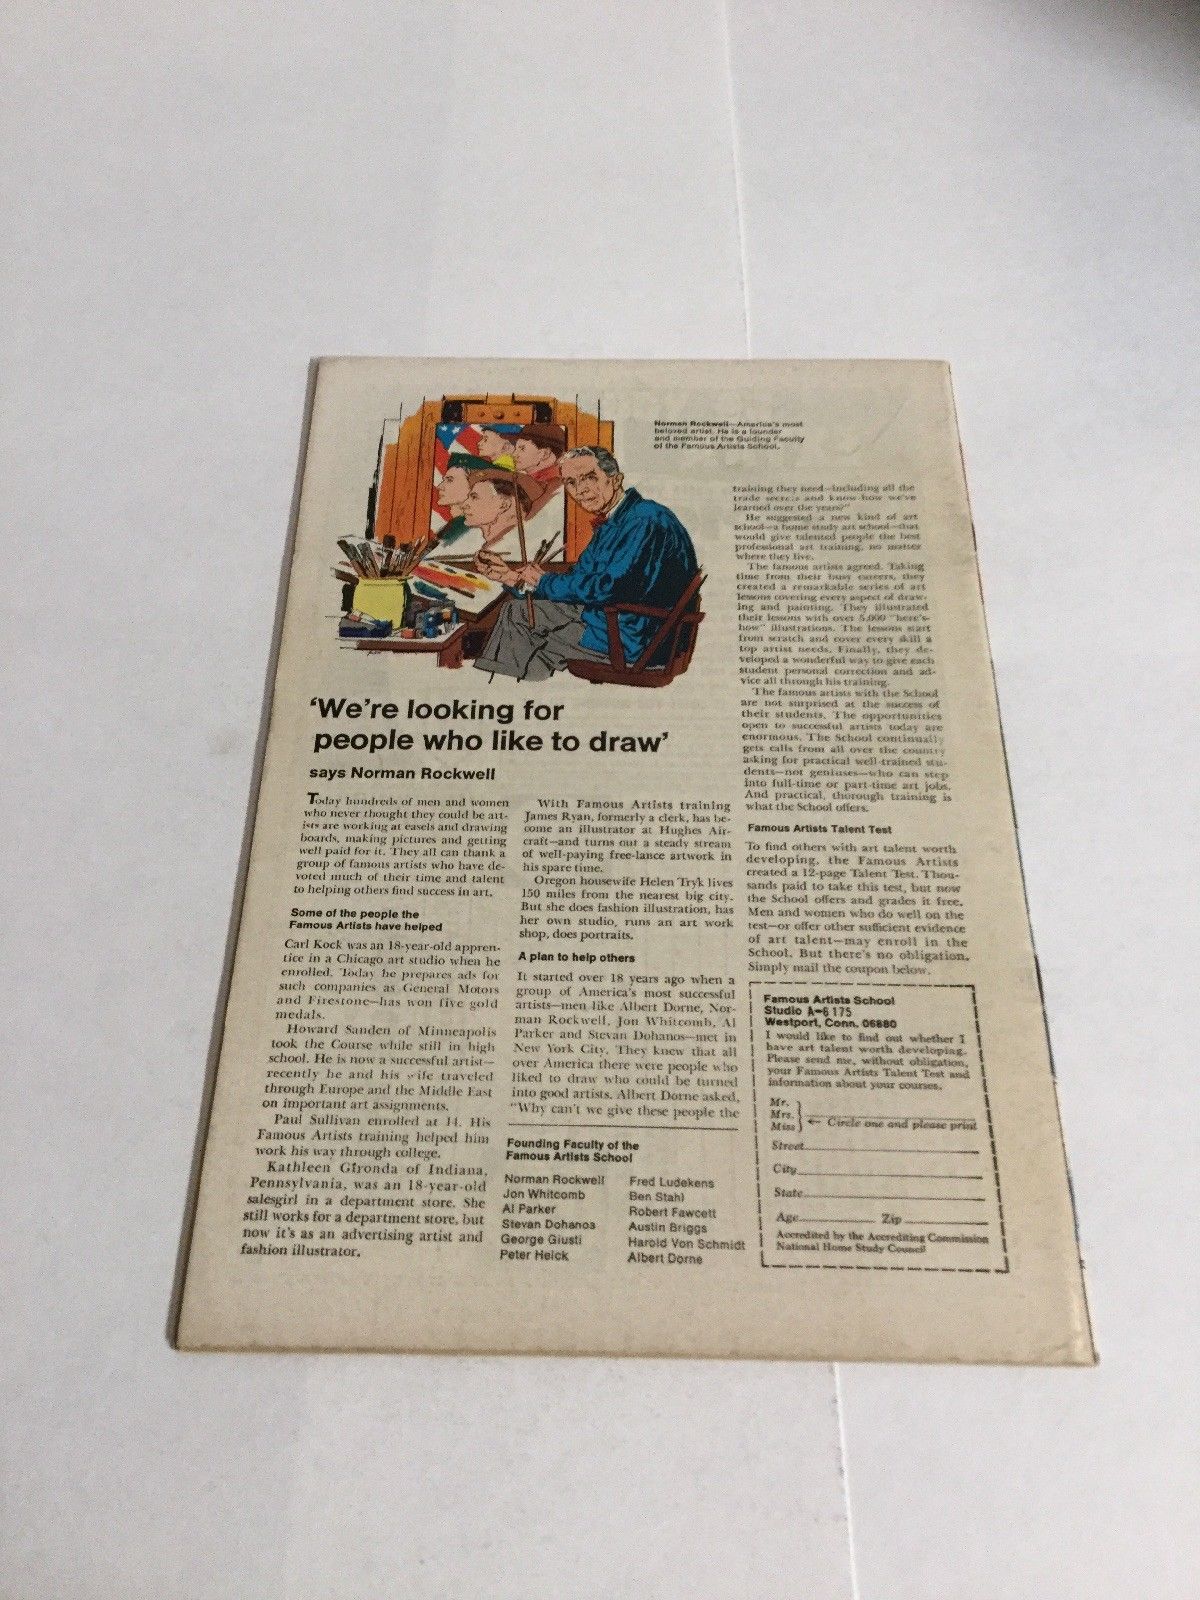 Norman Rockwell—America's most
beloved artist. He is a founder
and member of the Guiding Faculty
of the Famous Artists School.
'We're looking for
people who like to draw'
says Norman Rockwell
Today hundreds of men and women
who never thought they could be art-
ists are working at easels and drawing
boards, making pictures and getting
well paid for it. They all can thank a
group of famous artists who have de-
voted much of their time and talent
to helping others find success in art.
Some of the people the
Famous Artists have helped
Carl Kock was an 18-year-old appren-
tice in a Chicago art studio when he
enrolled. Today he prepares ads for
such companies as General Motors
and Firestone—has won five gold
medals.
Howard Sanden of Minneapolis
took the Course while still in high
school. He is now a successful artist—
recently he and his wife traveled
through Europe and the Middle East
on important art assignments.
Paul Sullivan enrolled at 14. His
Famous Artists training helped him
work his way through college.
Kathleen Gironda of Indiana,
Pennsylvania, was an 18-year-old
salesgirl in a department store. She
still works for a department store, but
now it's as an advertising artist and
fashion illustrator.
With Famous Artists training
James Ryan, formerly a clerk, has be-
come an illustrator at Hughes Air-
craft—and turns out a steady stream
of well-paying free-lance artwork in
his spare time.
Oregon housewife Helen Tryk lives
150 miles from the nearest big city.
But she does fashion illustration, has
her own studio, runs an art work
shop, does portraits.
A plan to help others
It started over 18 years ago when a
group of America's most successful
artists—men like Albert Dorne, Nor-
man Rockwell, Jon Whitcomb, Al
Parker and Stevan Dohanos—met in
New York City. They knew that all
over America there were people who
liked to draw who could be turned
into good artists. Albert Dorne asked,
"Why can't we give these people the
Founding Faculty of the
Famous Artists School
Norman Rockwell
Jon Whitcomb
Al Parker
Stevan Dohanos
George Giusti
Peter Helck
Fred Ludekens
Ben Stahl
Robert Fawcett
Austin Briggs
Harold Von Schmidt
Albert Dorne
training they need—including all the
trade secrets and know-how we've
learned over the years?"
He suggested a new kind of art
school—a home study art school—that
would give talented people the best
professional art training, no matter
where they live.
The famous artists agreed. Taking
time from their busy careers, they
created a remarkable series of art
lessons covering every aspect of draw-
ing and painting. They illustrated
their lessons with over 5,000 "here's-
how" illustrations. The lessons start
from scratch and cover every skill a
top artist needs. Finally, they de-
veloped a wonderful way to give each
student personal correction and ad-
vice all through his training.
The famous artists with the School
are not surprised at the success of
their students. The opportunities
open to successful artists today are
enormous. The School continually
gets calls from all over the country
asking for practical well-trained stu-
dents—not geniuses—who can step
into full-time or part-time art jobs.
And practical, thorough training is
what the School offers.
Famous Artists Talent Test
To find others with art talent worth
developing, the Famous Artists
created a 12-page Talent Test. Thou-
sands paid to take this test, but now
the School offers and grades it free.
Men and women who do well on the
test—or offer other sufficient evidence
of art talent—may enroll in the
School. But there's no obligation.
Simply mail the coupon below.
Famous Artists School
Studio A-6175
Westport, Conn. 06880
I would like to find out whether I
have art talent worth developing.
Please send me, without obligation,
your Famous Artists Talent Test and
information about your courses.
Mr.
Mrs.
Miss
← Circle one and please print
Street
City
State
Age Zip
Accredited by the Accrediting Commission
National Home Study Council